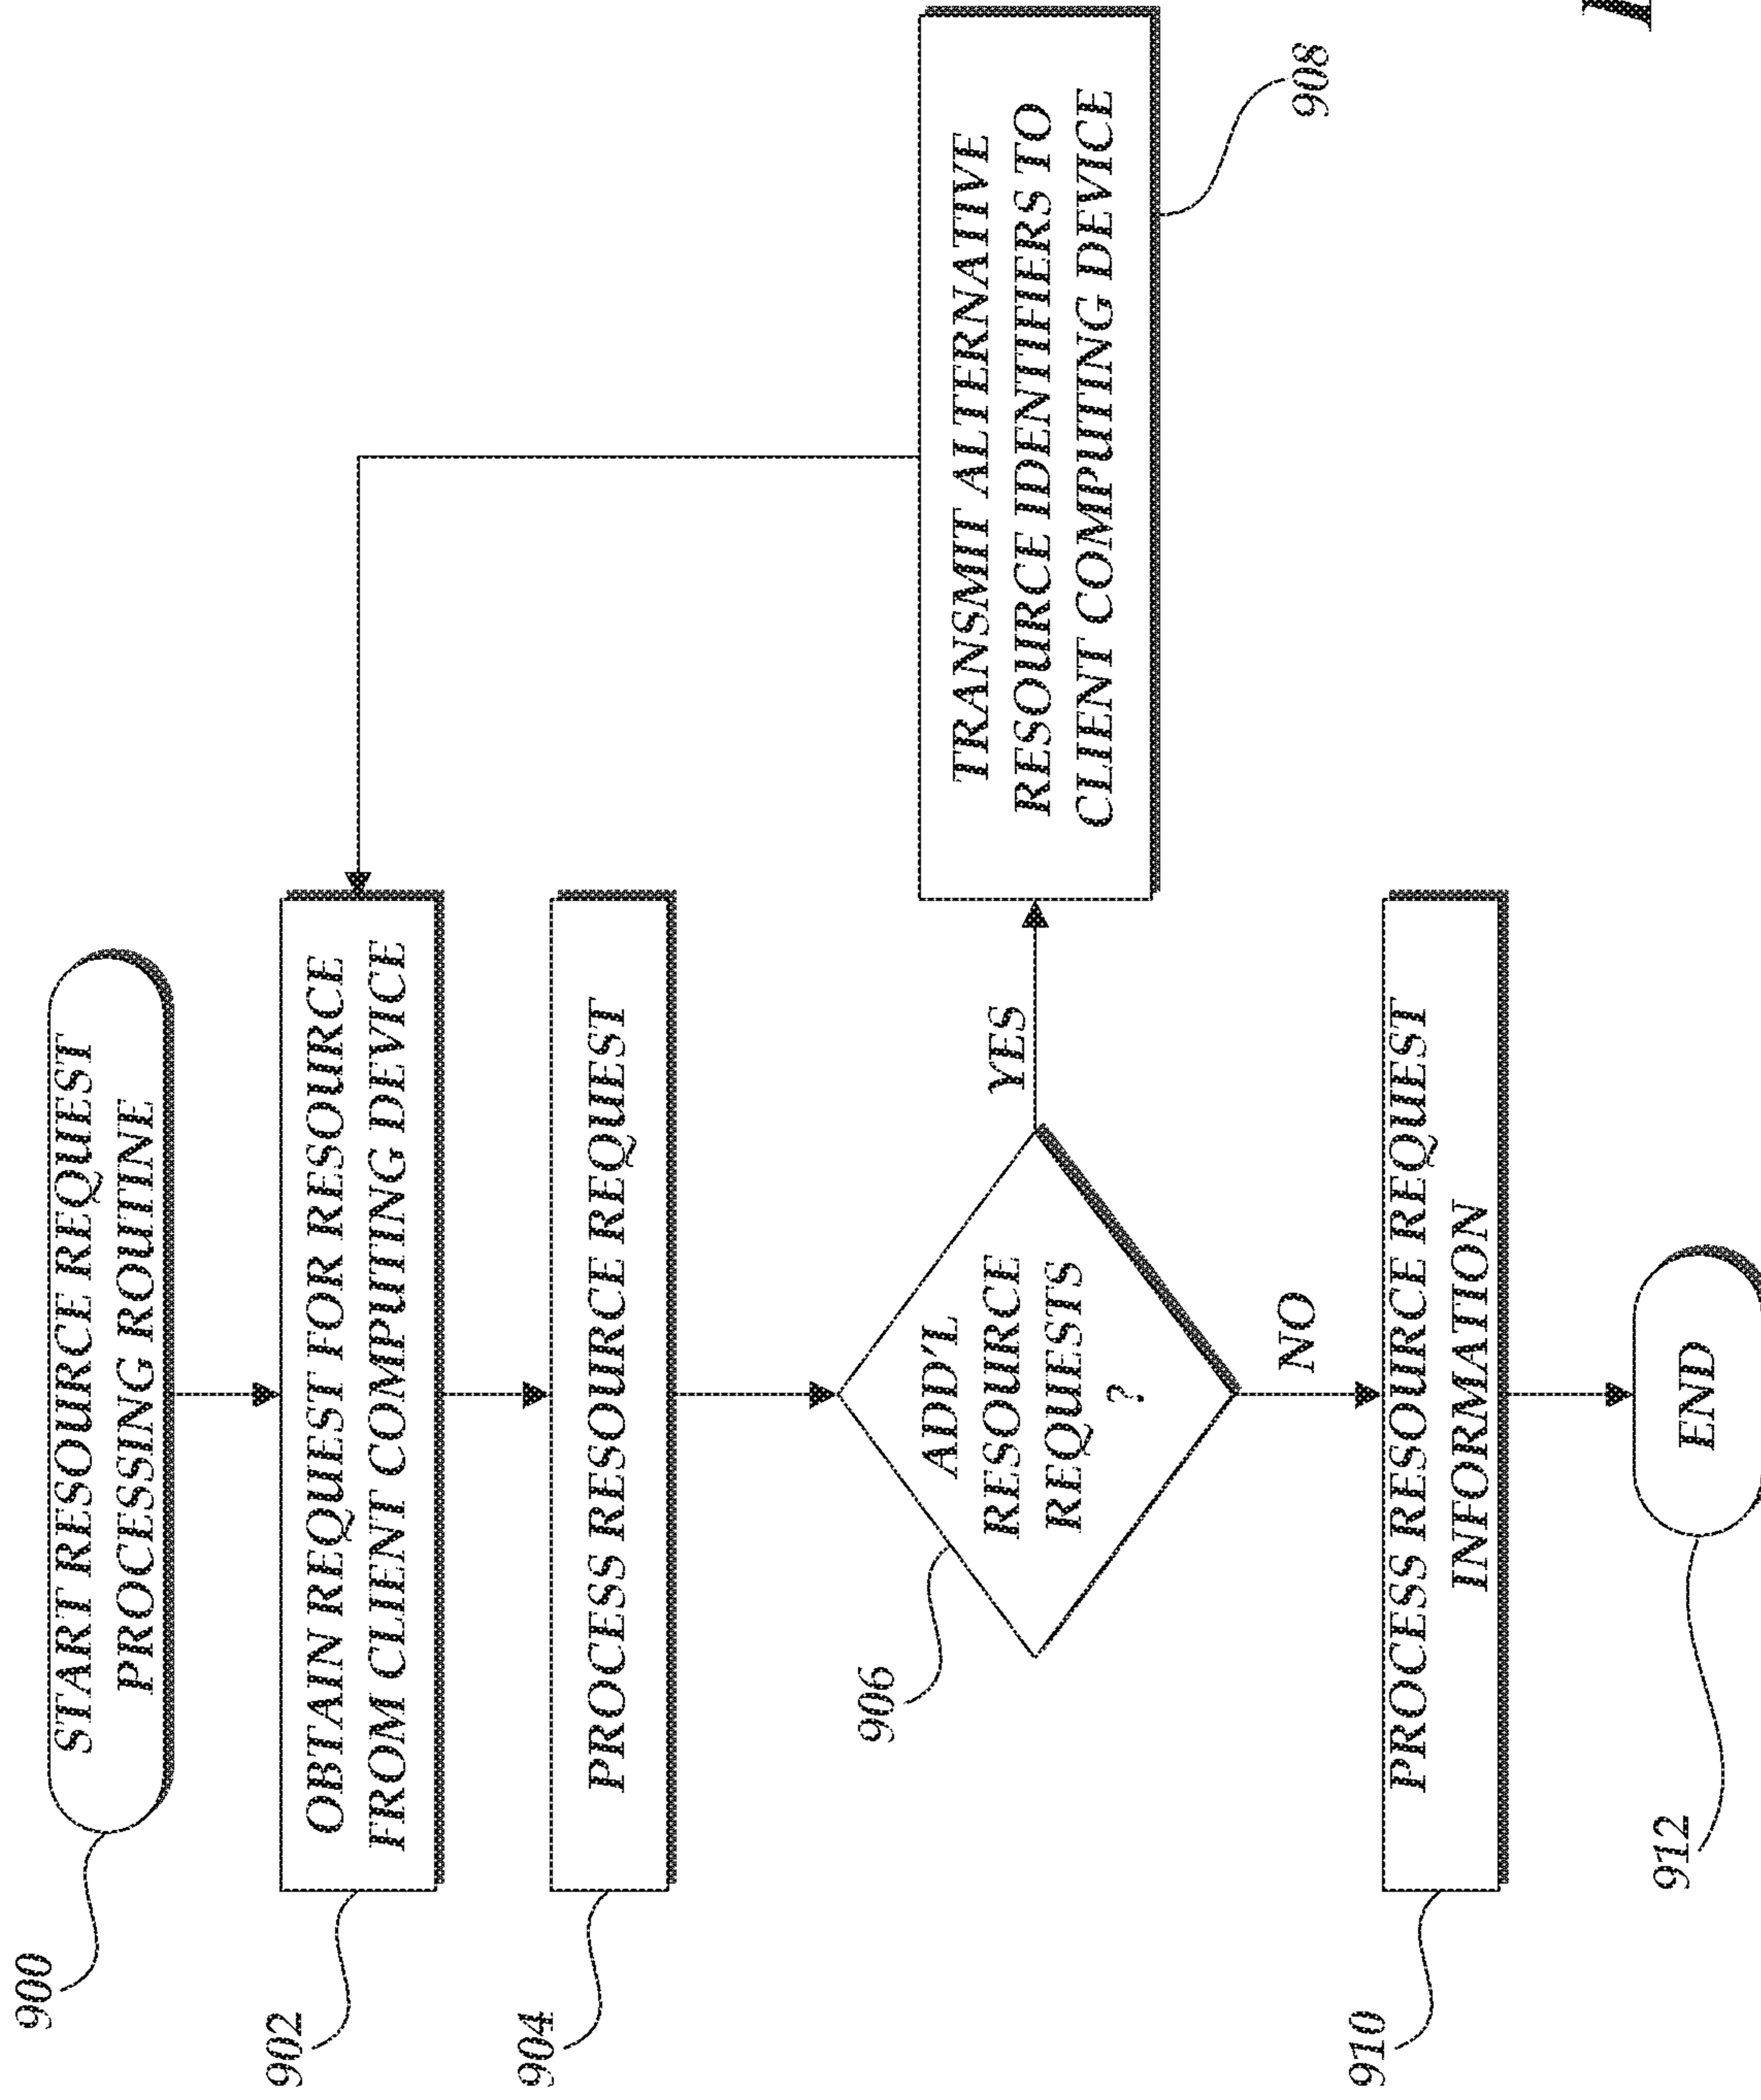 900
START RESOURCE REQUEST
PROCESSING ROUTINE
902
OBTAIN REQUEST FOR RESOURCE
FROM CLIENT COMPUTING DEVICE
904
PROCESS RESOURCE REQUEST
906
ADD'L
RESOURCE
REQUESTS
?
YES
TRANSMIT ALTERNATIVE
RESOURCE IDENTIFIERS TO
CLIENT COMPUTING DEVICE
908
NO
910
PROCESS RESOURCE REQUEST
INFORMATION
912
END